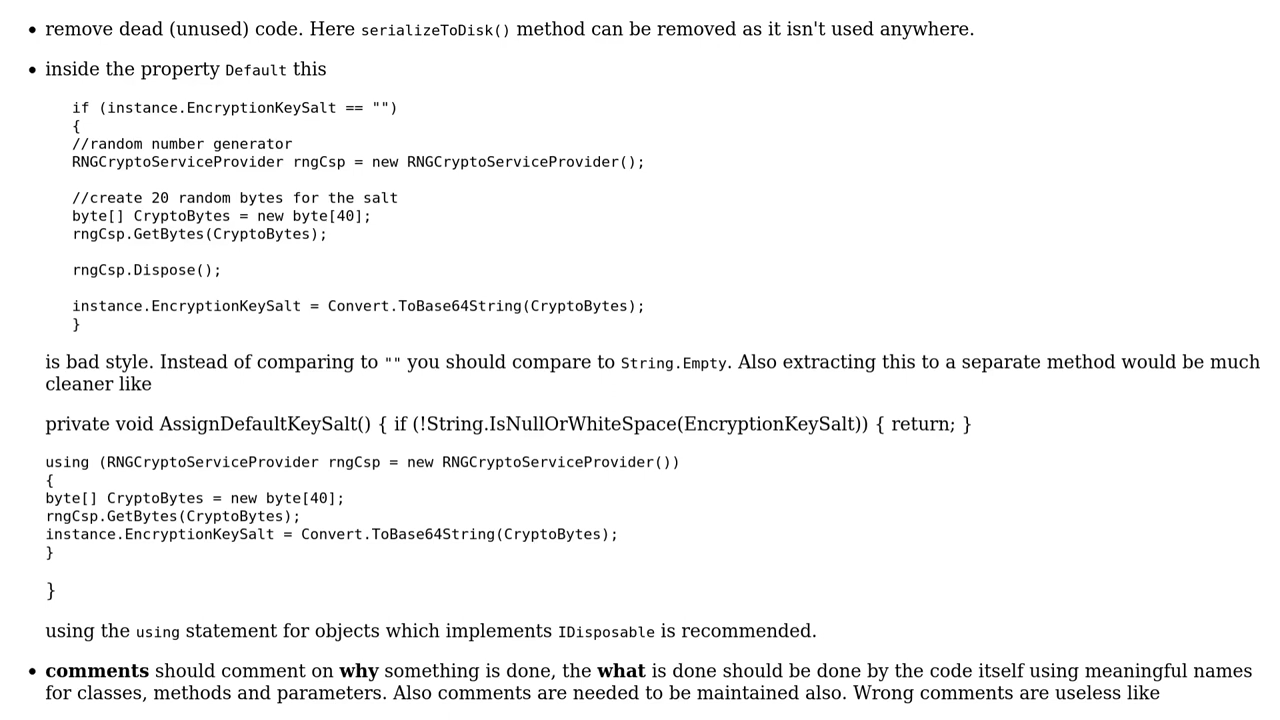 • remove dead (unused) code. Here serializeToDisk() method can be removed as it isn't used anywhere.
• inside the property Default this
if (instance.EncryptionKeySalt == "")
{
//random number generator
RNGCryptoServiceProvider rngCsp = new RNGCryptoServiceProvider();
//create 20 random bytes for the salt
byte[] CryptoBytes = new byte[40];
rngCsp.GetBytes(CryptoBytes);
rngCsp.Dispose();
instance.EncryptionKeySalt = Convert.ToBase64String(CryptoBytes);
}
is bad style. Instead of comparing to "" you should compare to String.Empty. Also extracting this to a separate method would be much
cleaner like
private void AssignDefaultKeySalt() { if (!String.IsNullOrWhiteSpace(EncryptionKeySalt)) { return; }
using (RNGCryptoServiceProvider rngCsp = new RNGCryptoServiceProvider())
{
byte[] CryptoBytes = new byte[40];
rngCsp.GetBytes(CryptoBytes);
instance.EncryptionKeySalt = Convert.ToBase64String(CryptoBytes);
}
}
using the using statement for objects which implements IDisposable is recommended.
• comments should comment on why something is done, the what is done should be done by the code itself using meaningful names
for classes, methods and parameters. Also comments are needed to be maintained also. Wrong comments are useless like